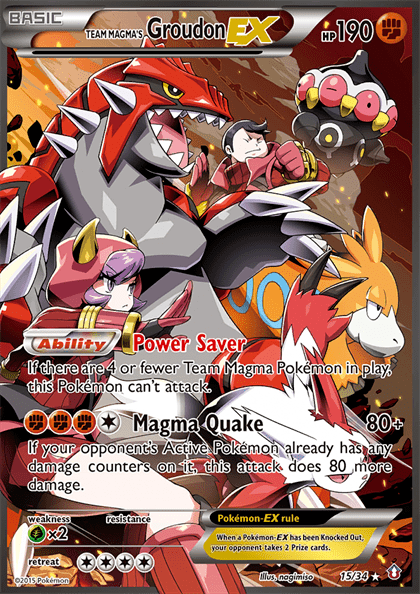 BASIC
TEAM MAGMA'S Groudon EX HP 190
Ability Power Saver
If there are 4 or fewer Team Magma Pokémon in play,
this Pokémon can't attack.
Magma Quake 80+
If your opponent's Active Pokémon already has any
damage counters on it, this attack does 80 more
damage.
weakness resistance
×2
retreat
Pokémon-EX rule
When a Pokémon-EX has been Knocked Out,
your opponent takes 2 Prize cards.
©2015 Pokémon
Illus. nagimiso
15/34